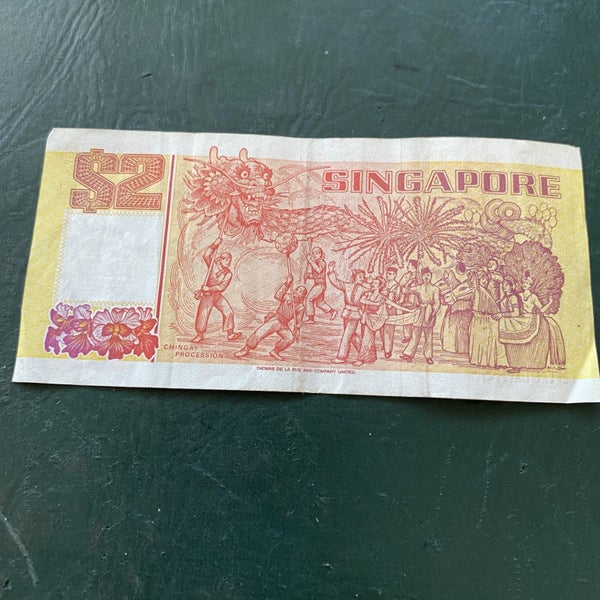 $2
SINGAPORE
CHINGAY
PROCESSION
THOMAS DE LA RUE AND COMPANY LIMITED.